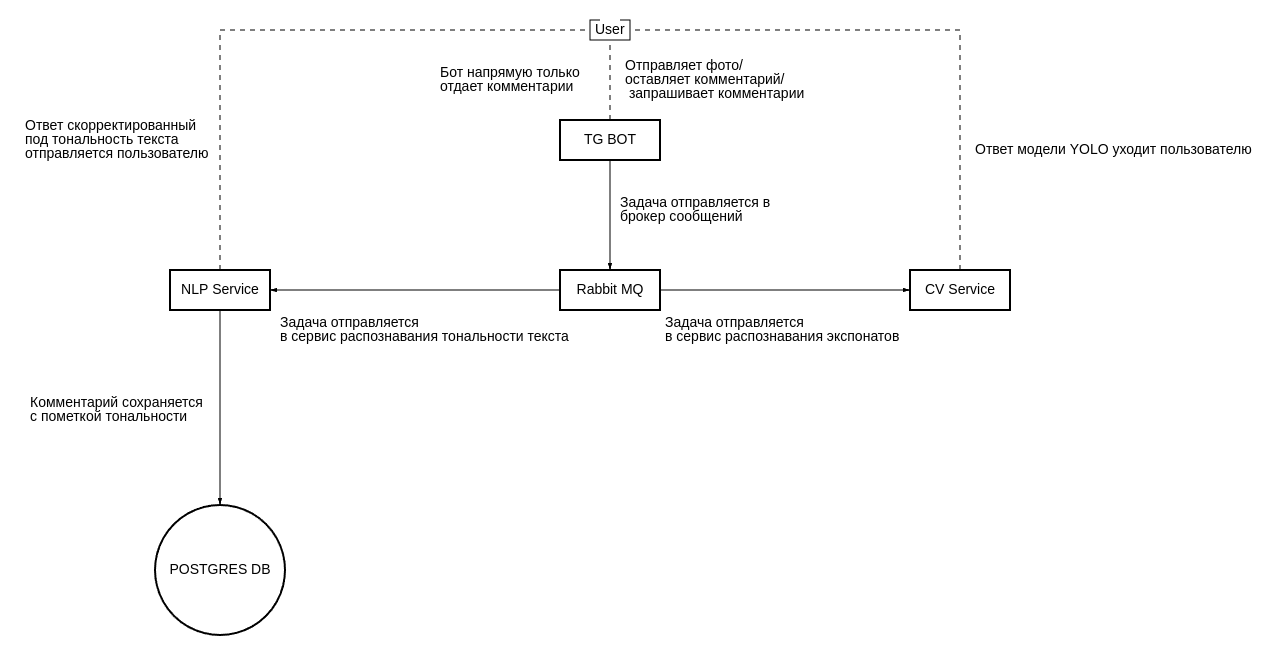 User
Бот напрямую только
отдает комментарии
Отправляет фото/
оставляет комментарий/
запрашивает комментарии
Ответ скорректированный
под тональность текста
отправляется пользователю
TG BOT
Ответ модели YOLO уходит пользователю
Задача отправляется в
брокер сообщений
NLP Service
Rabbit MQ
CV Service
Задача отправляется
в сервис распознавания тональности текста
Задача отправляется
в сервис распознавания экспонатов
Комментарий сохраняется
с пометкой тональности
POSTGRES DB